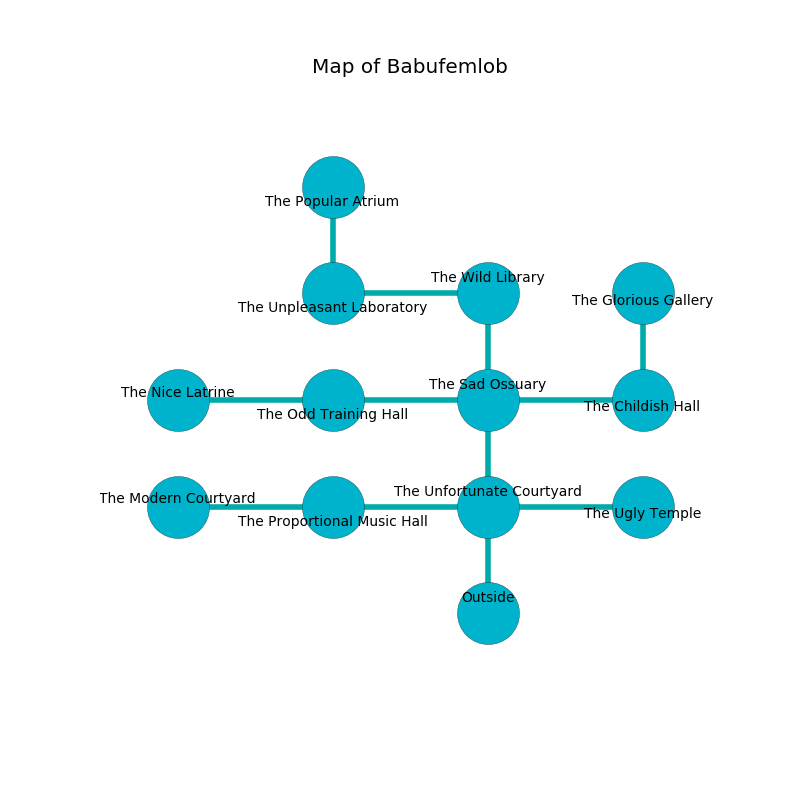 Map of Babufemlob
The Popular Atrium
The Wild Library
The Glorious Gallery
The Unpleasant Laboratory
The Sad Ossuary
The Nice Latrine
The Childish Hall
The Odd Training Hall
The Unfortunate Courtyard
The Modern Courtyard
The Ugly Temple
The Proportional Music Hall
Outside